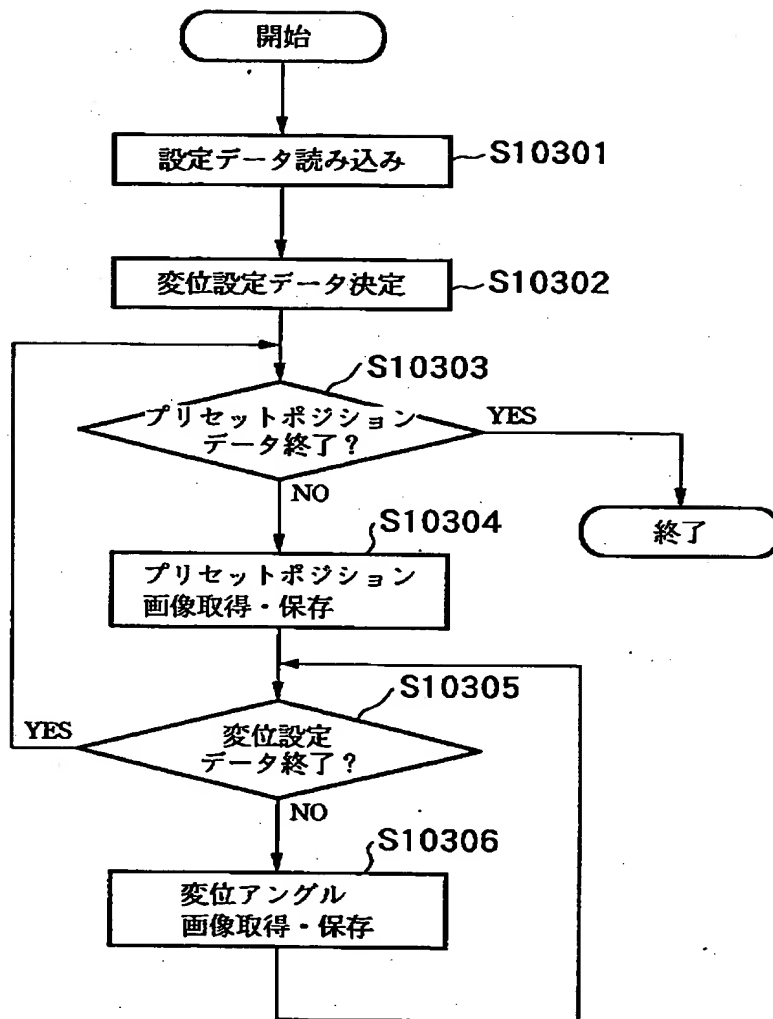 開始
設定データ読み込み
S10301
変位設定データ決定
S10302
S10303
プリセットポジション
データ終了?
YES
NO
終了
S10304
プリセットポジション
画像取得・保存
S10305
YES
変位設定
データ終了?
NO
S10306
変位アングル
画像取得・保存